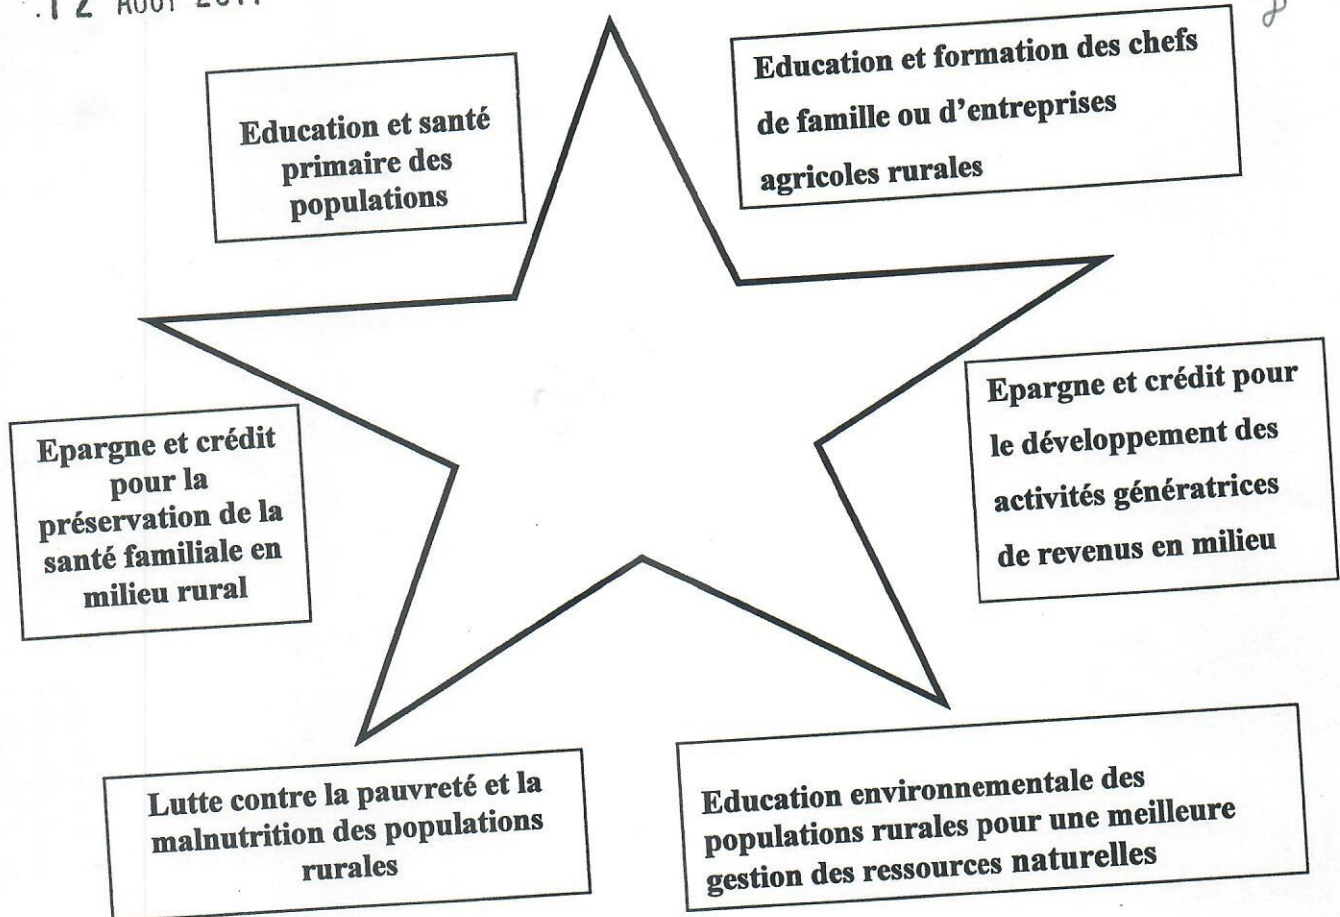 12 AOÛT
Education et santé
primaire des
populations
Education et formation des chefs
de famille ou d'entreprises
agricoles rurales
Epargne et crédit
pour la
préservation de la
santé familiale en
milieu rural
Epargne et crédit pour
le développement des
activités génératrices
de revenus en milieu
Lutte contre la pauvreté et la
malnutrition des populations
rurales
Education environnementale des
populations rurales pour une meilleure
gestion des ressources naturelles